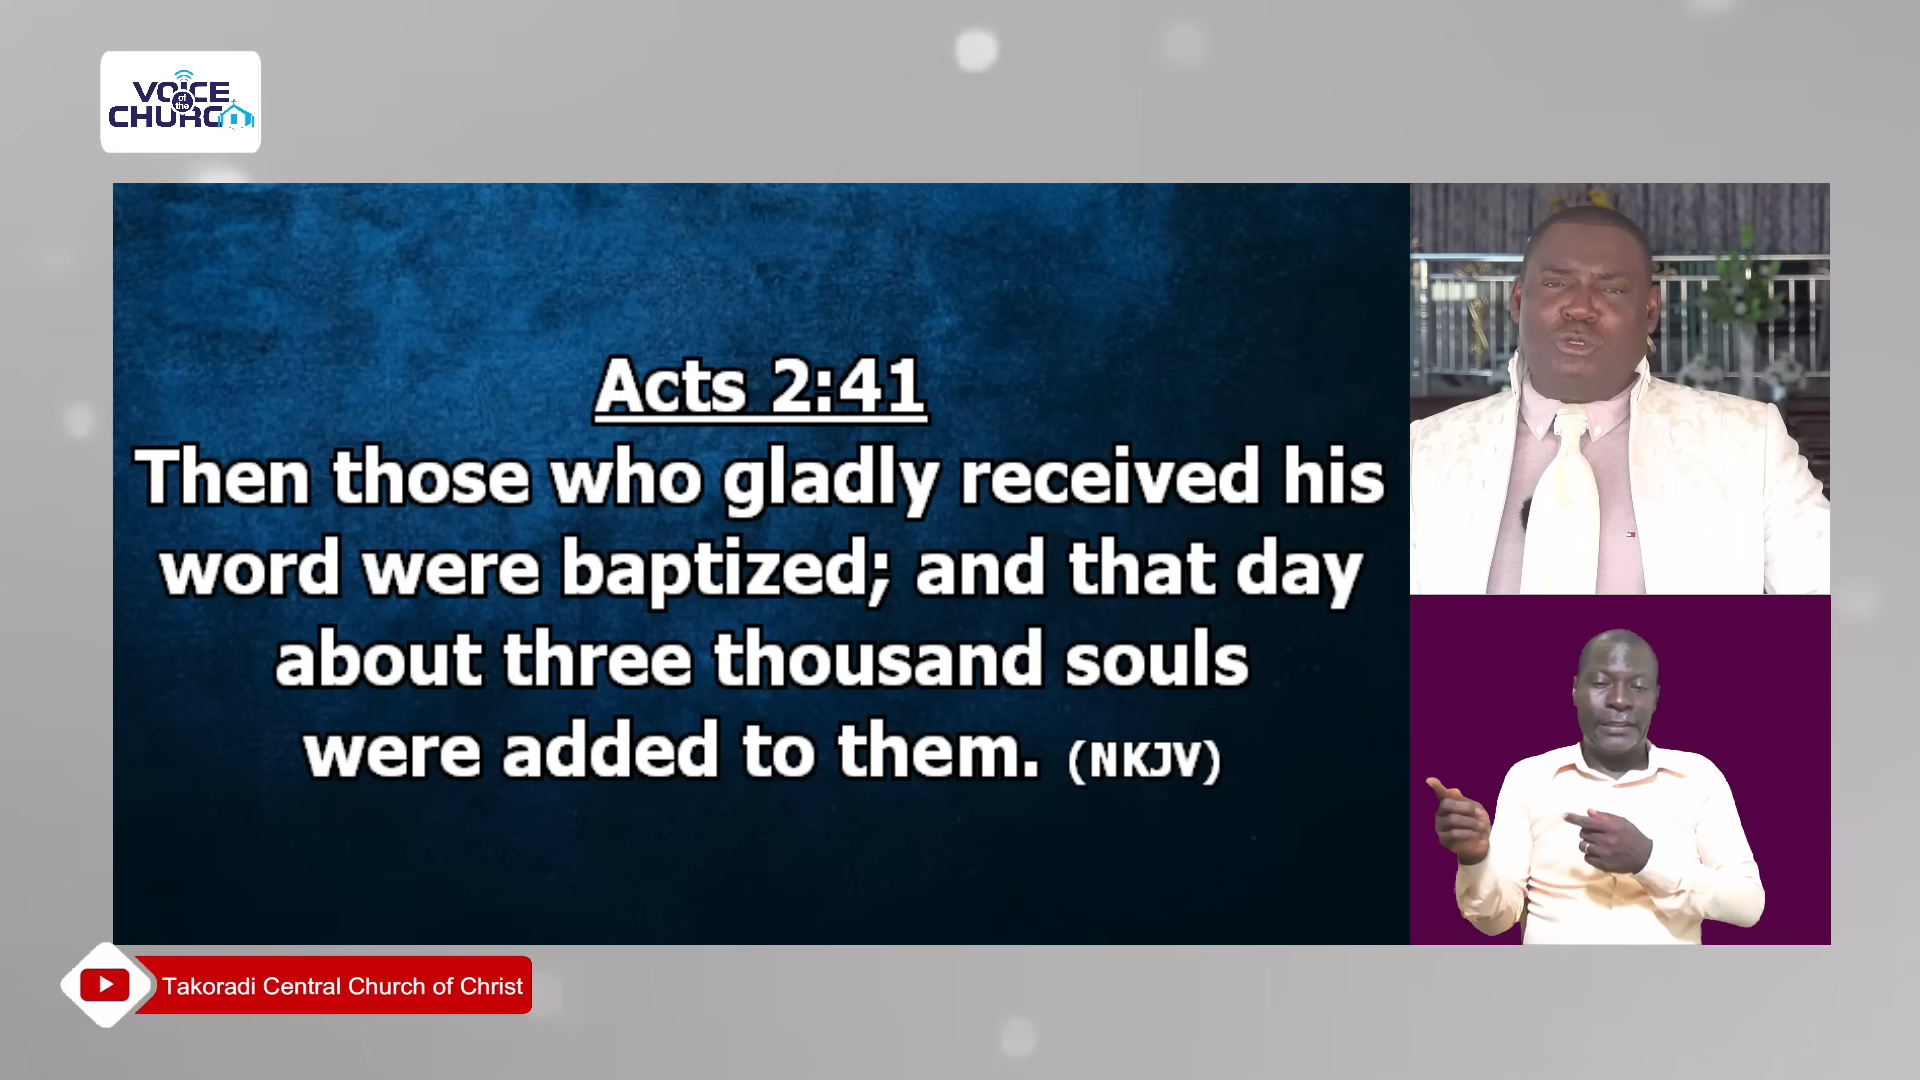 VOICE
of the
CHURCH
Acts 2:41
Then those who gladly received his
word were baptized; and that day
about three thousand souls
were added to them. (NKJV)
Takoradi Central Church of Christ